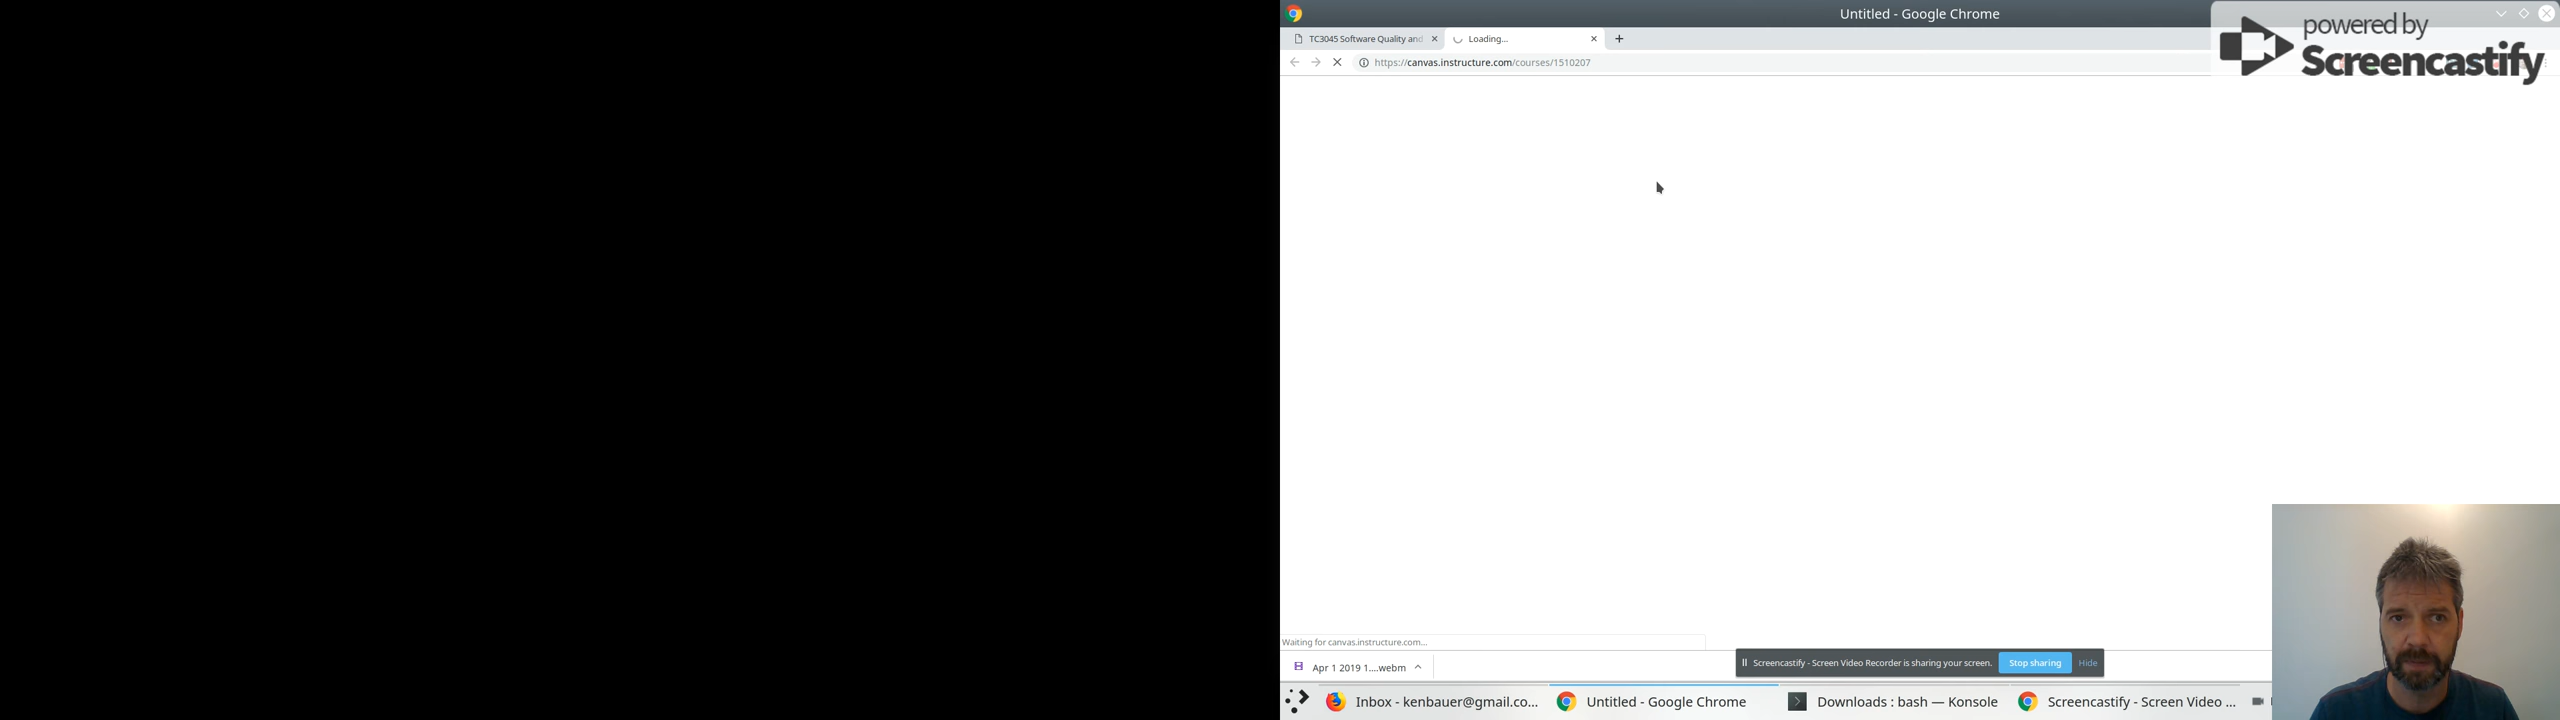 Untitled - Google Chrome
powered by
Screencastify
TC3045 Software Quality and
Loading...
https://canvas.instructure.com/courses/1510207
Waiting for canvas.instructure.com...
Apr 1 2019 1....webm
Screencastify - Screen Video Recorder is sharing your screen.
Stop sharing
Hide
Inbox - kenbauer@gmail.co...
Untitled - Google Chrome
Downloads : bash — Konsole
Screencastify - Screen Video ...